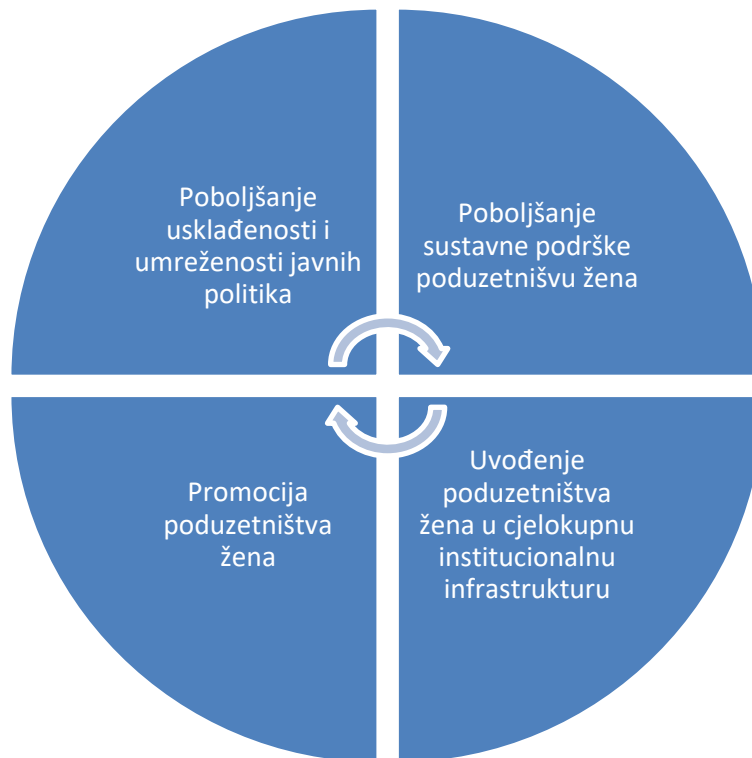 Poboljšanje
usklađenosti i
umreženosti javnih
politika
Poboljšanje
sustavne podrške
poduzetnišvu žena
Promocija
poduzetništva
žena
Uvođenje
poduzetništva
žena u cjelokupnu
institucionalnu
infrastrukturu